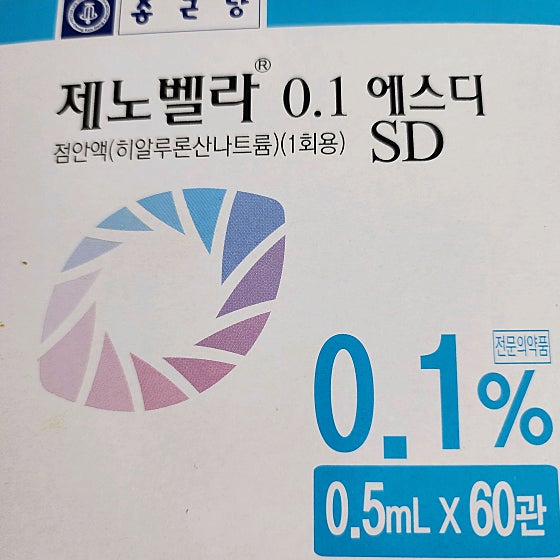 종근당
제노벨라® 0.1 에스디
점안액(히알루론산나트륨)(1회용) SD
전문의약품
0.1%
0.5mL X 60관